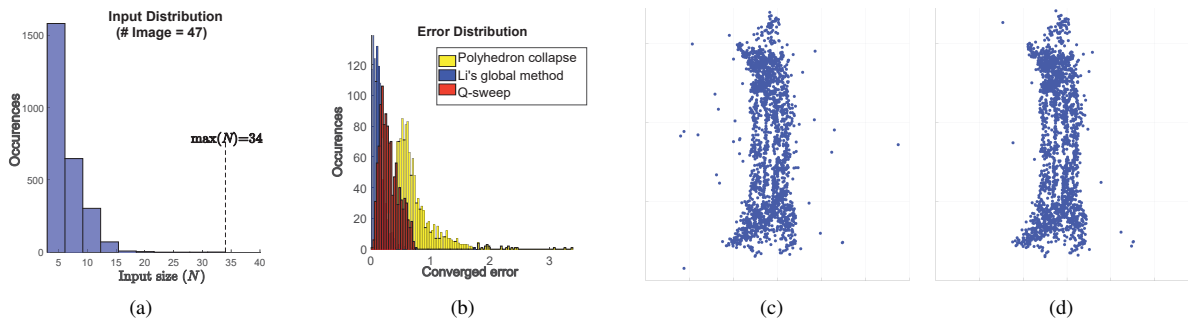 Input Distribution
(# Image = 47)
1500
1000
500
0
Occurences
max(N)=34
5 10 15 20 25 30 35 40
Input size (N)
(a)
Error Distribution
Polyhedron collapse
Li's global method
Q-sweep
120
100
80
60
40
20
0
Occurences
0 1 2 3
Converged error
(b)
(c)
(d)